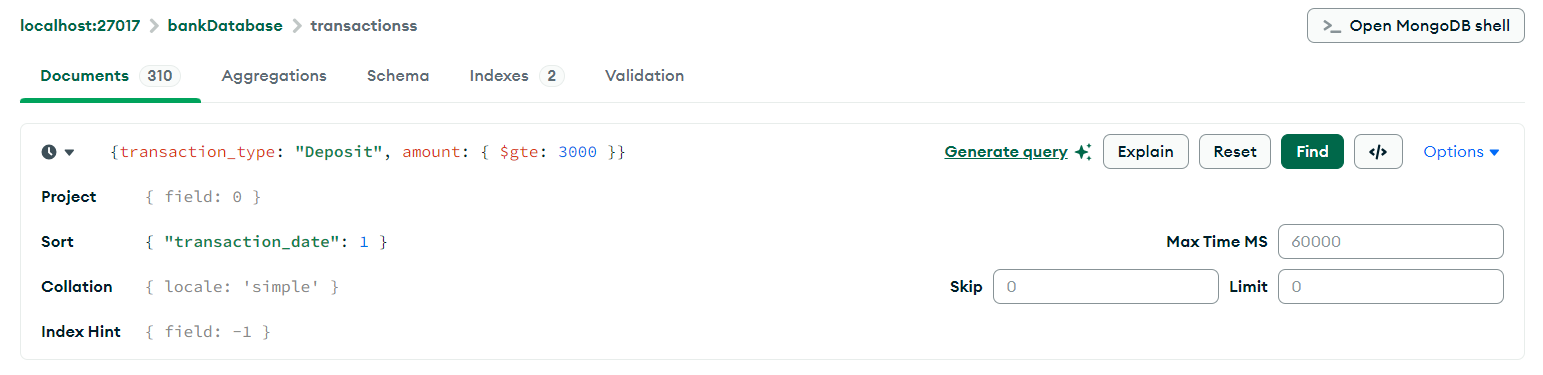 localhost:27017 > bankDatabase > transactionss
>_ Open MongoDB shell
Documents 310 Aggregations Schema Indexes 2 Validation
{transaction_type: "Deposit", amount: { $gte: 3000 }}
Generate query Explain Reset Find </> Options
Project { field: 0 }
Sort { "transaction_date": 1 }
Max Time MS 60000
Collation { locale: 'simple' }
Skip 0 Limit 0
Index Hint { field: -1 }